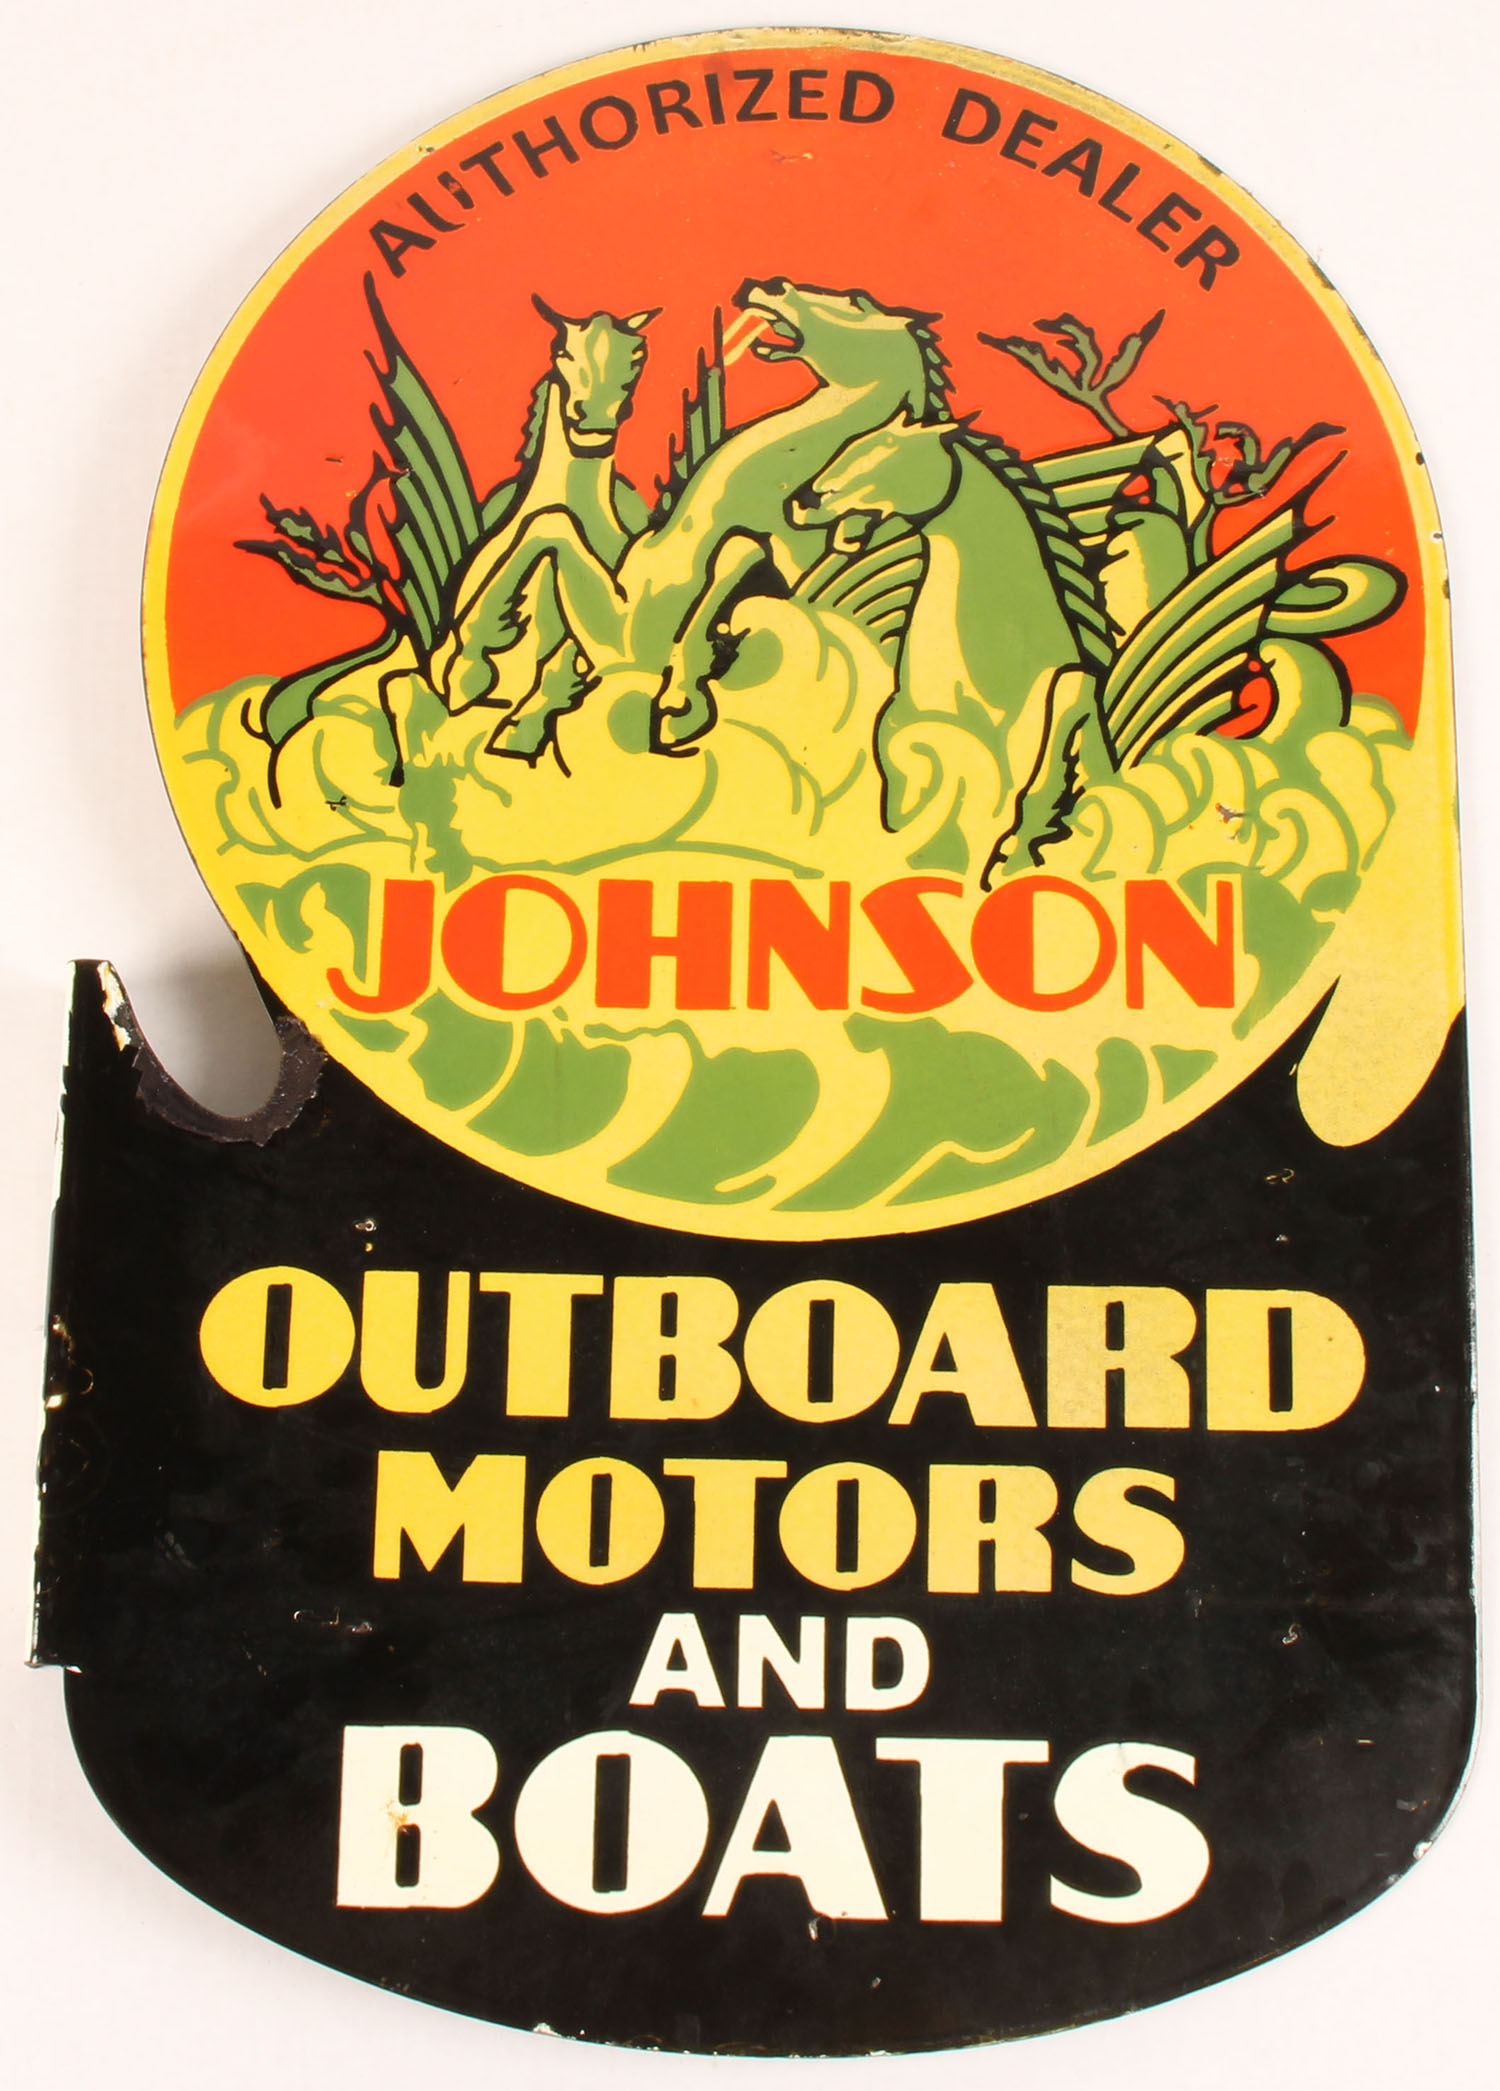 AUTHORIZED DEALER
JOHNSON
OUTBOARD
MOTORS
AND
BOATS